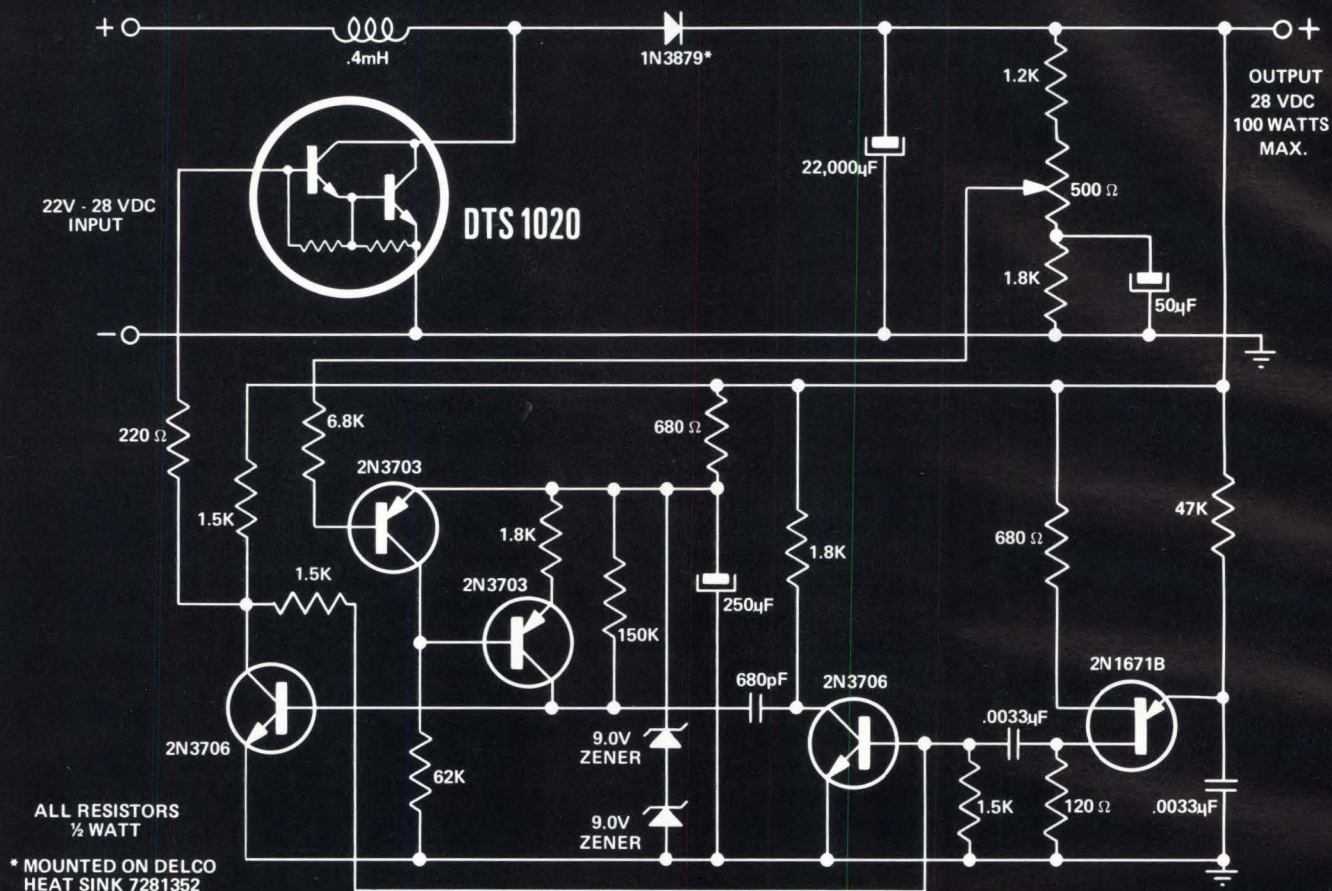 +
.4mH
1N3879*
+
OUTPUT
28 VDC
100 WATTS
MAX.
1.2K
22,000µF
500 Ω
22V - 28 VDC
INPUT
DTS 1020
1.8K
50µF
-
220 Ω
6.8K
680 Ω
2N3703
1.5K
1.8K
1.8K
680 Ω
47K
1.5K
2N3703
250µF
150K
680pF
2N3706
2N1671B
.0033µF
2N3706
9.0V
ZENER
62K
9.0V
ZENER
1.5K
120 Ω
.0033µF
ALL RESISTORS
½ WATT
* MOUNTED ON DELCO
HEAT SINK 7281352